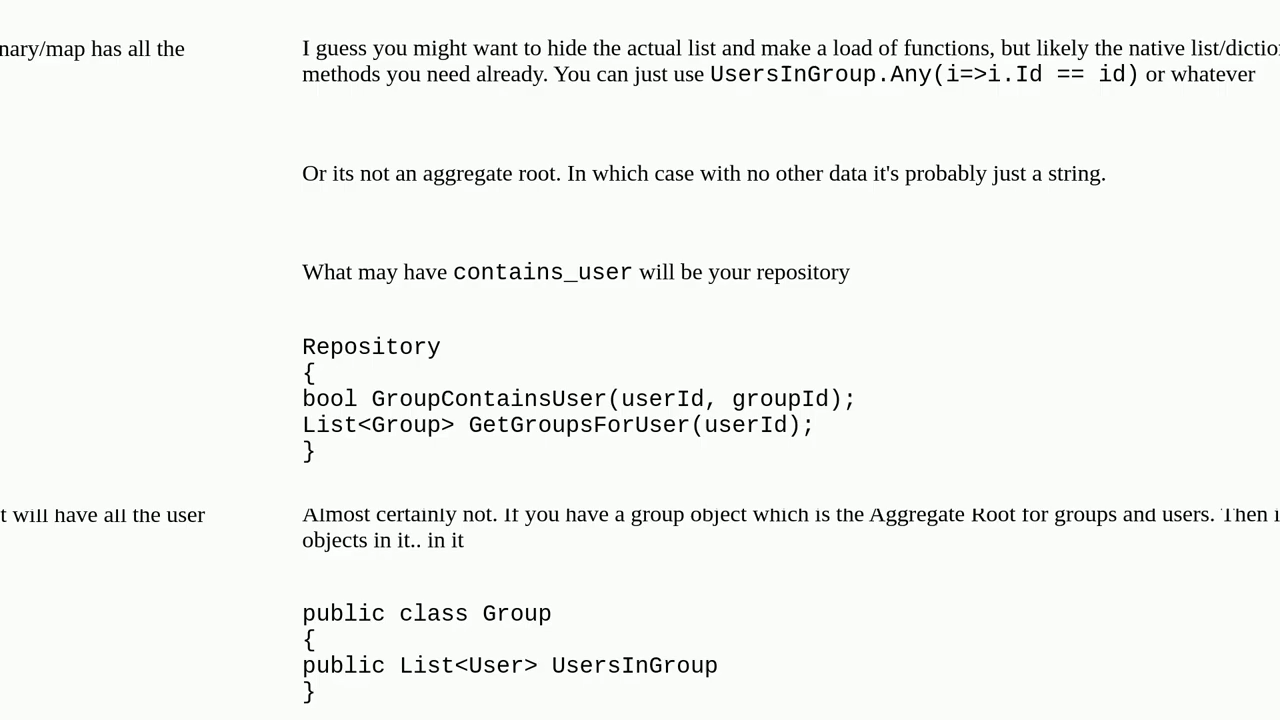 nary/map has all the
I guess you might want to hide the actual list and make a load of functions, but likely the native list/dictio
methods you need already. You can just use UsersInGroup.Any(i=>i.Id == id) or whatever
Or its not an aggregate root. In which case with no other data it's probably just a string.
What may have contains_user will be your repository
Repository
{
bool GroupContainsUser(userId, groupId);
List<Group> GetGroupsForUser(userId);
}
t will have all the user
Almost certainly not. If you have a group object which is the Aggregate Root for groups and users. Then i
objects in it.. in it
public class Group
{
public List<User> UsersInGroup
}